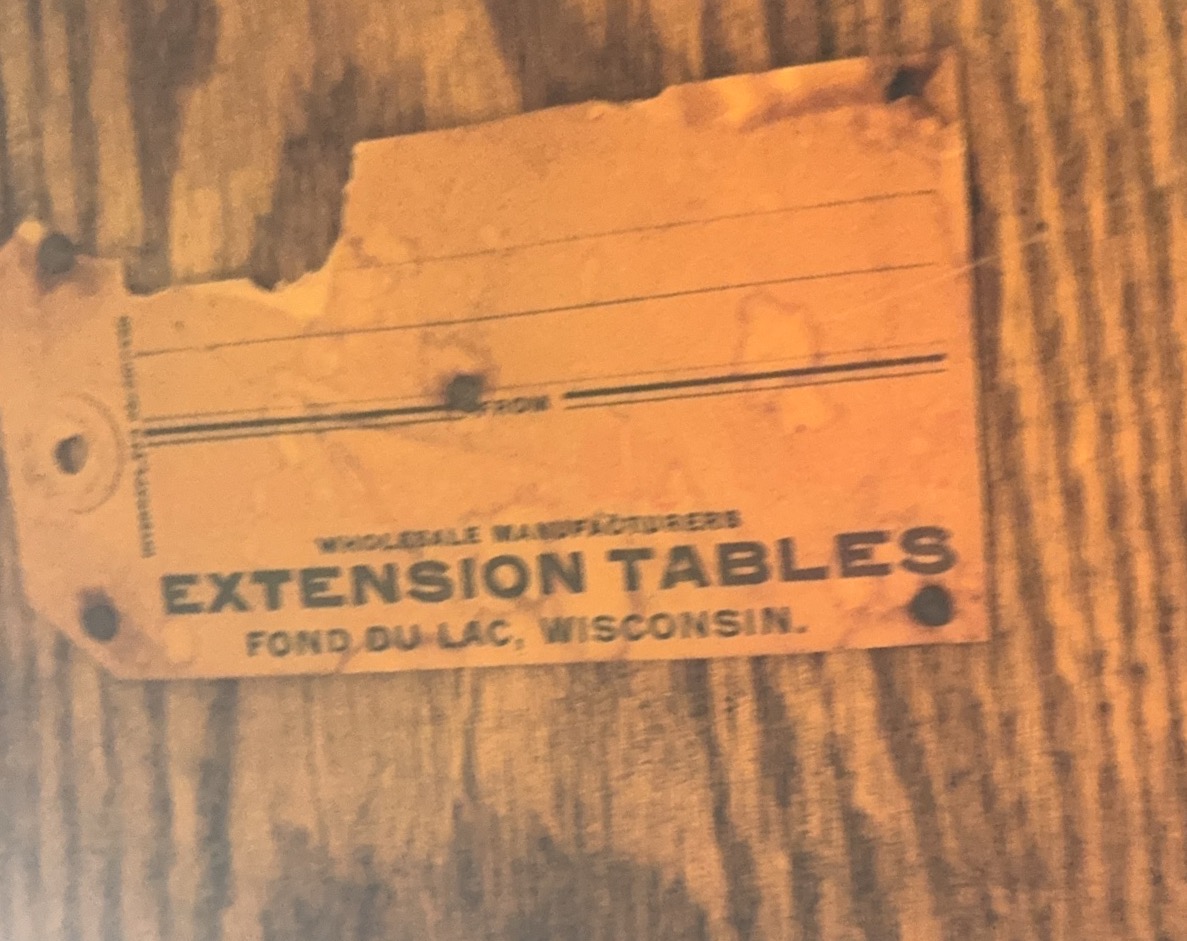 FROM
WHOLESALE MANUFACTURERS
EXTENSION TABLES
FOND DU LAC, WISCONSIN.